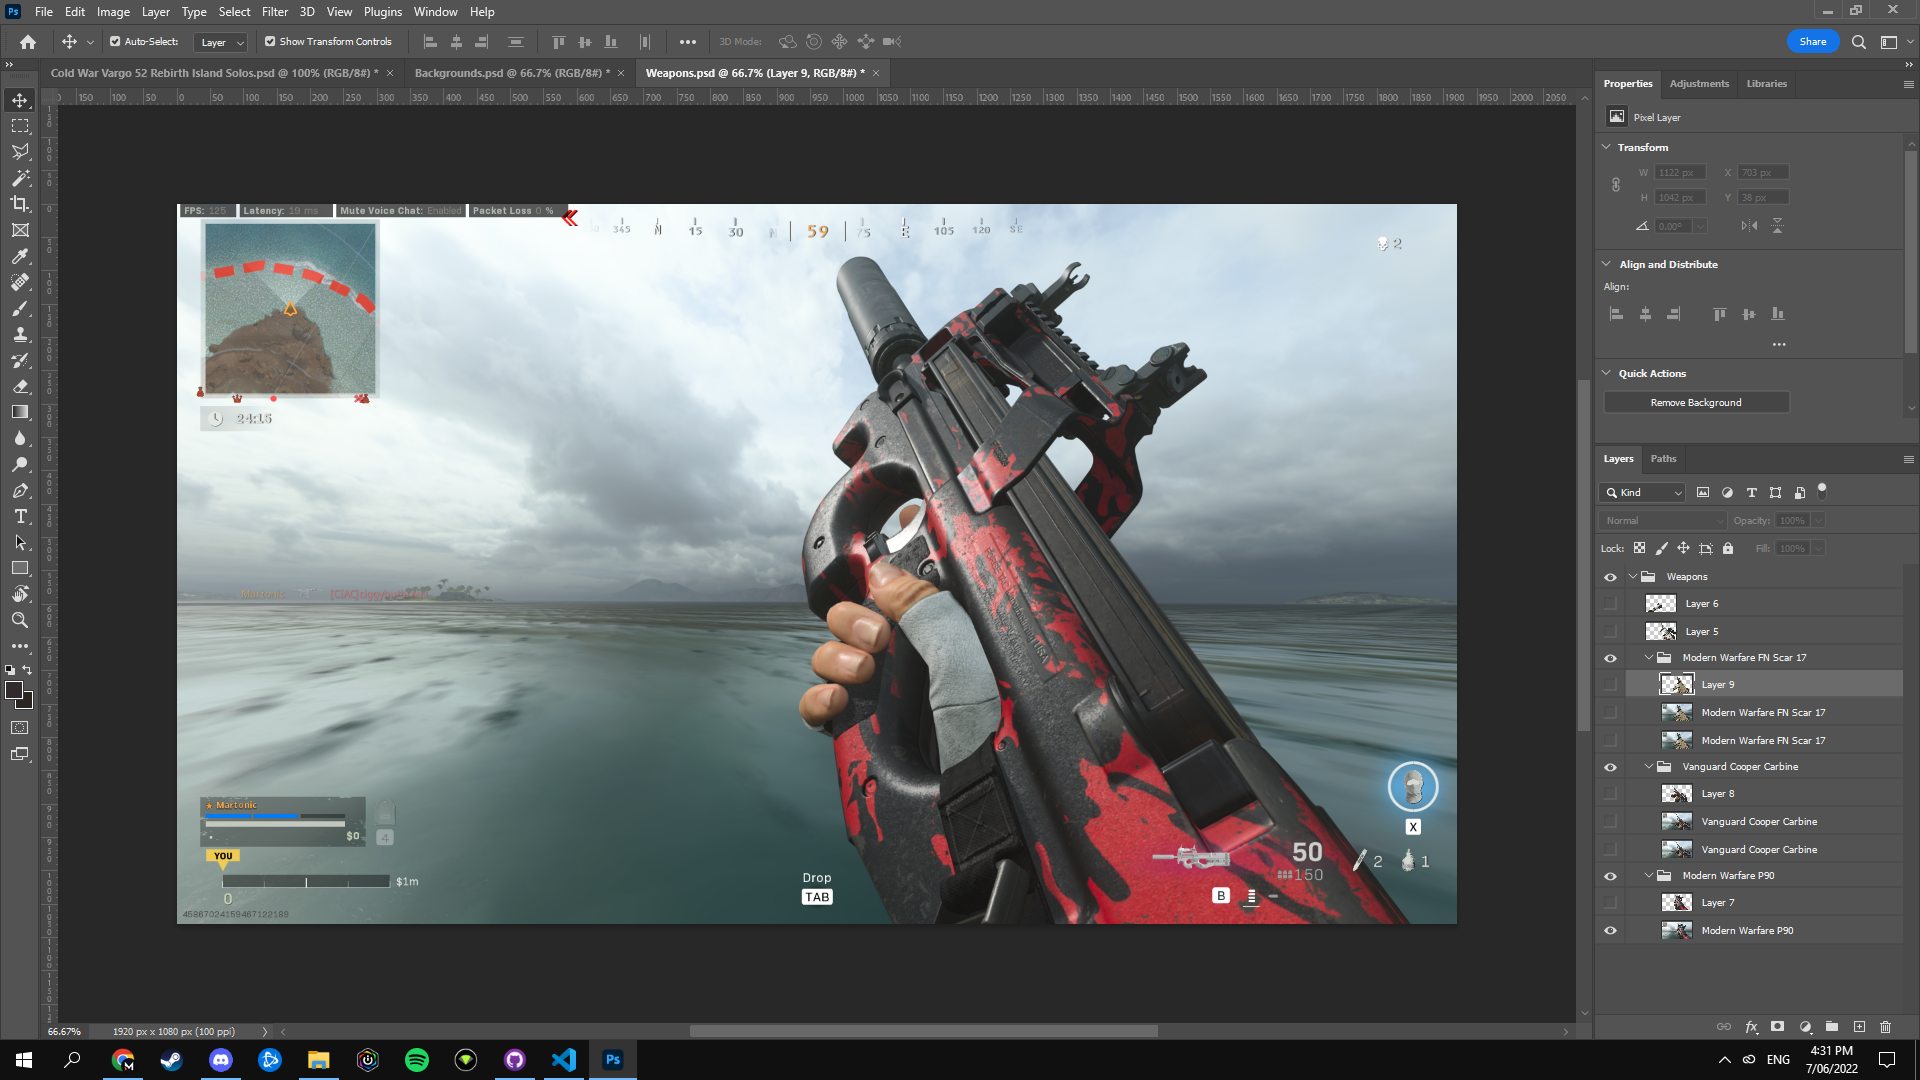 Ps File Edit Image Layer Type Select Filter 3D View Plugins Window Help
Auto-Select: Layer Show Transform Controls 3D Mode: Share
Cold War Vargo 52 Rebirth Island Solos.psd @ 100% (RGB/8#) * Backgrounds.psd @ 66.7% (RGB/8#) * Weapons.psd @ 66.7% (Layer 9, RGB/8#) *
150 100 50 0 50 100 150 200 250 300 350 400 450 500 550 600 650 700 750 800 850 900 950 1000 1050 1100 1150 1200 1250 1300 1350 1400 1450 1500 1550 1600 1650 1700 1750 1800 1850 1900 1950 2000 2050
FPS: 125 Latency: 19 ms Mute Voice Chat: Enabled Packet Loss 0 %
345 N 15 30 59 75 E 105 120 SE
2
24:15
Martonic
$0
4
YOU
$1m
0
45867024159467122189
Drop
TAB
X
50
150
2
1
B
Properties Adjustments Libraries
Pixel Layer
Transform
W 1122 px X 703 px
H 1042 px Y 38 px
0.00°
Align and Distribute
Align:
Quick Actions
Remove Background
Layers Paths
Kind
Normal Opacity: 100%
Lock: Fill: 100%
Weapons
Layer 6
Layer 5
Modern Warfare FN Scar 17
Layer 9
Modern Warfare FN Scar 17
Modern Warfare FN Scar 17
Vanguard Cooper Carbine
Layer 8
Vanguard Cooper Carbine
Vanguard Cooper Carbine
Modern Warfare P90
Layer 7
Modern Warfare P90
66.67% 1920 px x 1080 px (100 ppi)
Ps
ENG
4:31 PM
7/06/2022